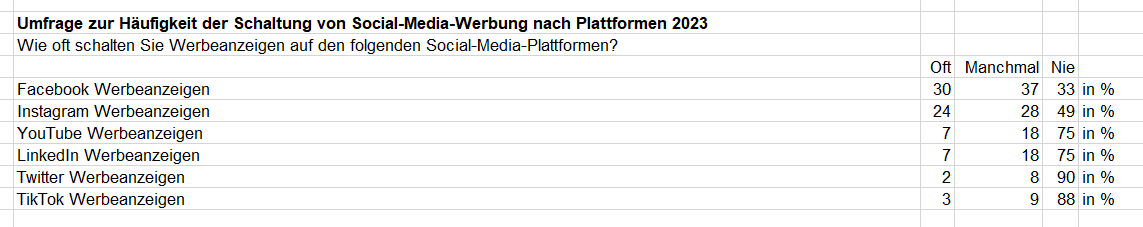 Umfrage zur Häufigkeit der Schaltung von Social-Media-Werbung nach Plattformen 2023
Wie oft schalten Sie Werbeanzeigen auf den folgenden Social-Media-Plattformen?
Oft Manchmal Nie
Facebook Werbeanzeigen 30 37 33 in %
Instagram Werbeanzeigen 24 28 49 in %
YouTube Werbeanzeigen 7 18 75 in %
LinkedIn Werbeanzeigen 7 18 75 in %
Twitter Werbeanzeigen 2 8 90 in %
TikTok Werbeanzeigen 3 9 88 in %